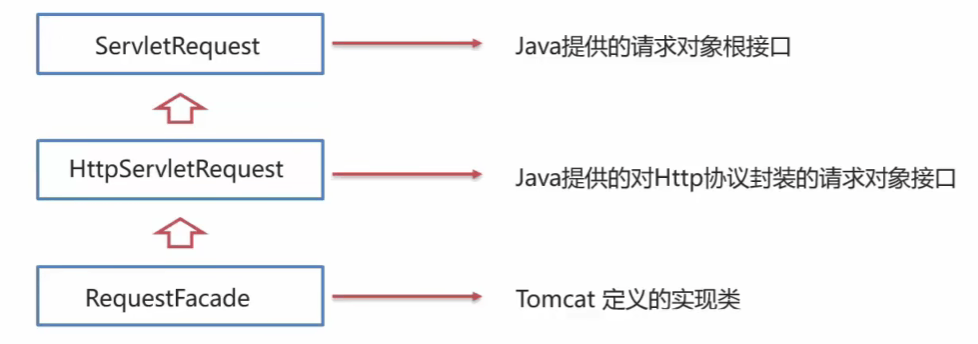 ServletRequest
Java提供的请求对象根接口
HttpServletRequest
Java提供的对Http协议封装的请求对象接口
RequestFacade
Tomcat 定义的实现类